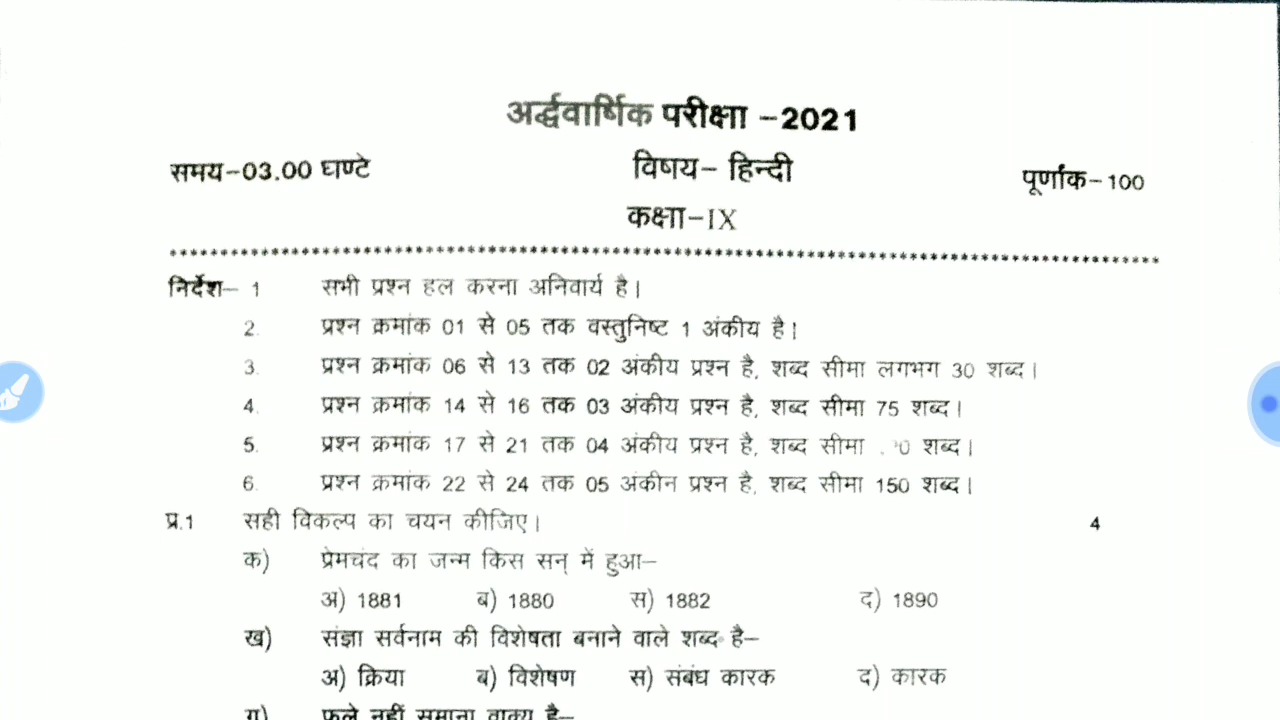 अर्द्धवार्षिक परीक्षा –2021
समय–03.00 घण्टे विषय– हिन्दी पूर्णांक– 100
कक्षा–IX
निर्देश– 1 सभी प्रश्न हल करना अनिवार्य है।
2. प्रश्न क्रमांक 01 से 05 तक वस्तुनिष्ट 1 अंकीय है।
3. प्रश्न क्रमांक 06 से 13 तक 02 अंकीय प्रश्न है, शब्द सीमा लगभग 30 शब्द।
4. प्रश्न क्रमांक 14 से 16 तक 03 अंकीय प्रश्न है, शब्द सीमा 75 शब्द।
5. प्रश्न क्रमांक 17 से 21 तक 04 अंकीय प्रश्न है, शब्द सीमा शब्द।
6. प्रश्न क्रमांक 22 से 24 तक 05 अंकीन प्रश्न है, शब्द सीमा 150 शब्द।
प्र.1 सही विकल्प का चयन कीजिए। 4
क) प्रेमचंद का जन्म किस सन् में हुआ–
अ) 1881 ब) 1880 स) 1882 द) 1890
ख) संज्ञा सर्वनाम की विशेषता बनाने वाले शब्द है–
अ) क्रिया ब) विशेषण स) संबंध कारक द) कारक
ग) फूले नहीं समाना वाक्य है–